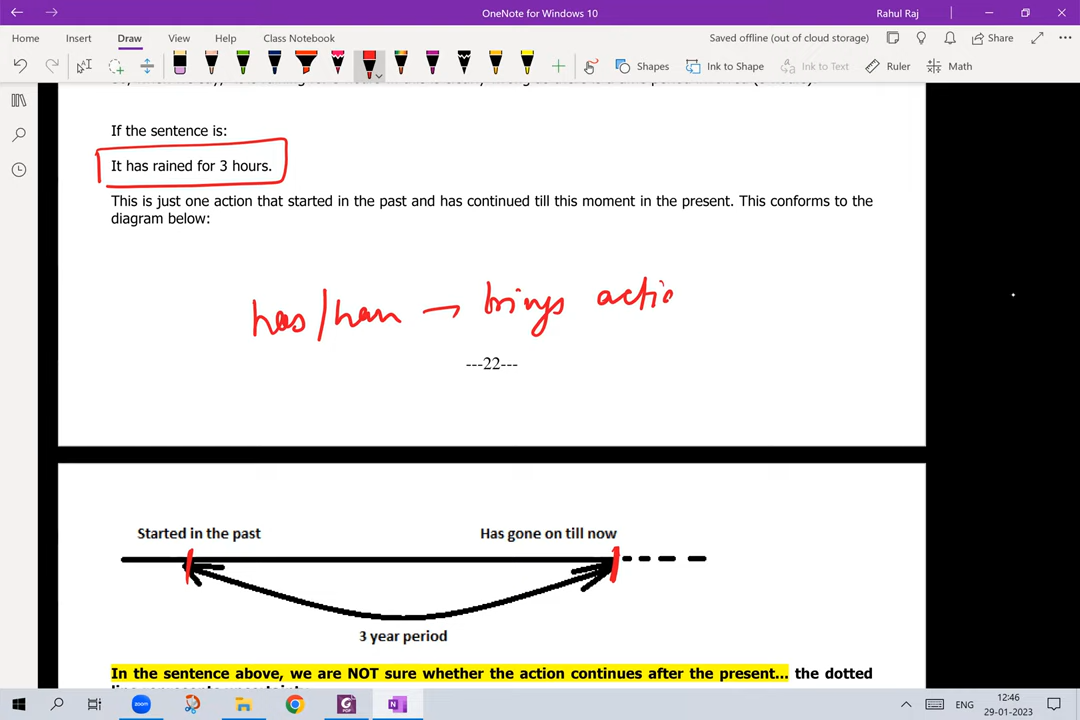 OneNote for Windows 10
Rahul Raj
Home Insert Draw View Help Class Notebook
Saved offline (out of cloud storage)
Share
Shapes Ink to Shape Ink to Text Ruler Math
If the sentence is:
It has rained for 3 hours.
This is just one action that started in the past and has continued till this moment in the present. This conforms to the
diagram below:
has/have → brings actio
---22---
Started in the past Has gone on till now
3 year period
In the sentence above, we are NOT sure whether the action continues after the present... the dotted
zoom
PDF
N
ENG
12:46
29-01-2023